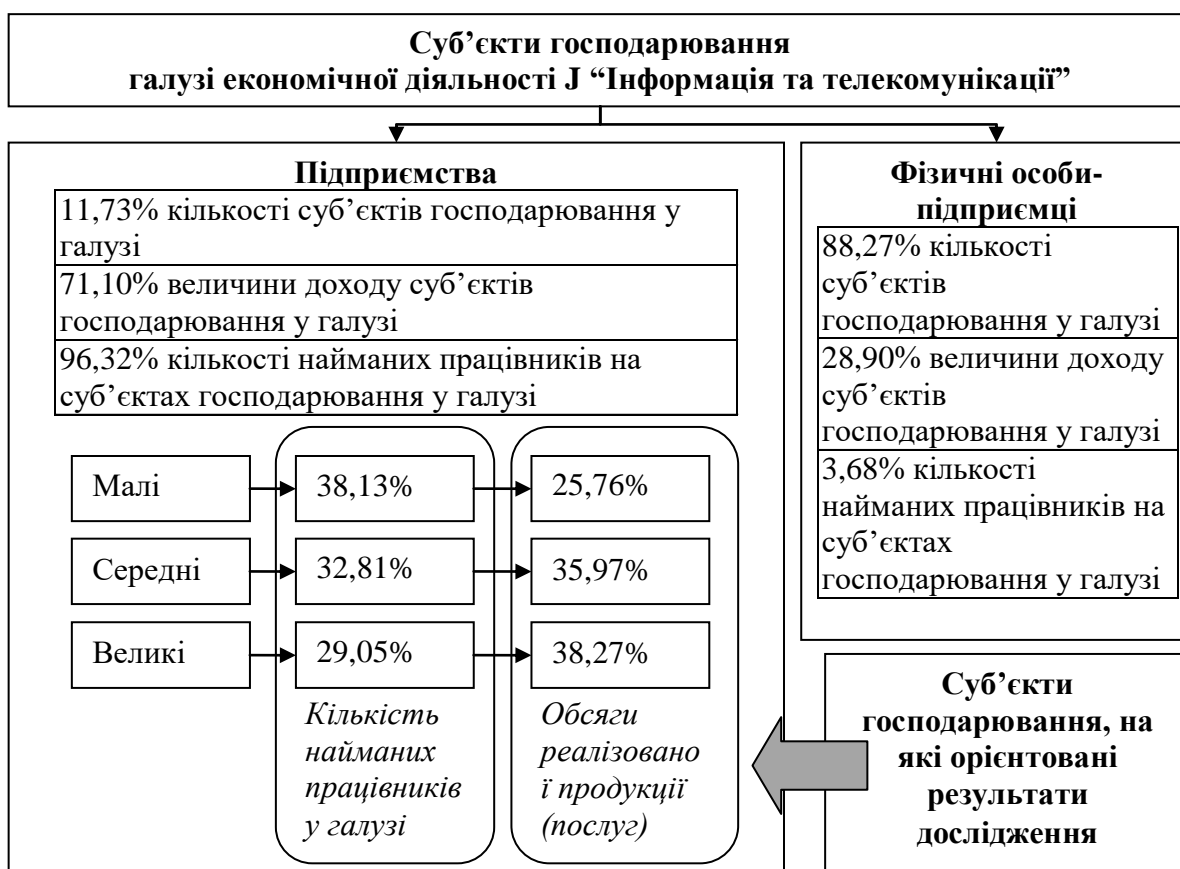 Суб’єкти господарювання
галузі економічної діяльності J “Інформація та телекомунікації”
Підприємства
11,73% кількості суб’єктів господарювання у
галузі
71,10% величини доходу суб’єктів
господарювання у галузі
96,32% кількості найманих працівників на
суб’єктах господарювання у галузі
Малі
38,13%
25,76%
Середні
32,81%
35,97%
Великі
29,05%
38,27%
Кількість
найманих
працівників
у галузі
Обсяги
реалізовано
ї продукції
(послуг)
Фізичні особи-
підприємці
88,27% кількості
суб’єктів
господарювання у галузі
28,90% величини доходу
суб’єктів
господарювання у галузі
3,68% кількості
найманих працівників на
суб’єктах
господарювання у галузі
Суб’єкти
господарювання, на
які орієнтовані
результати
дослідження